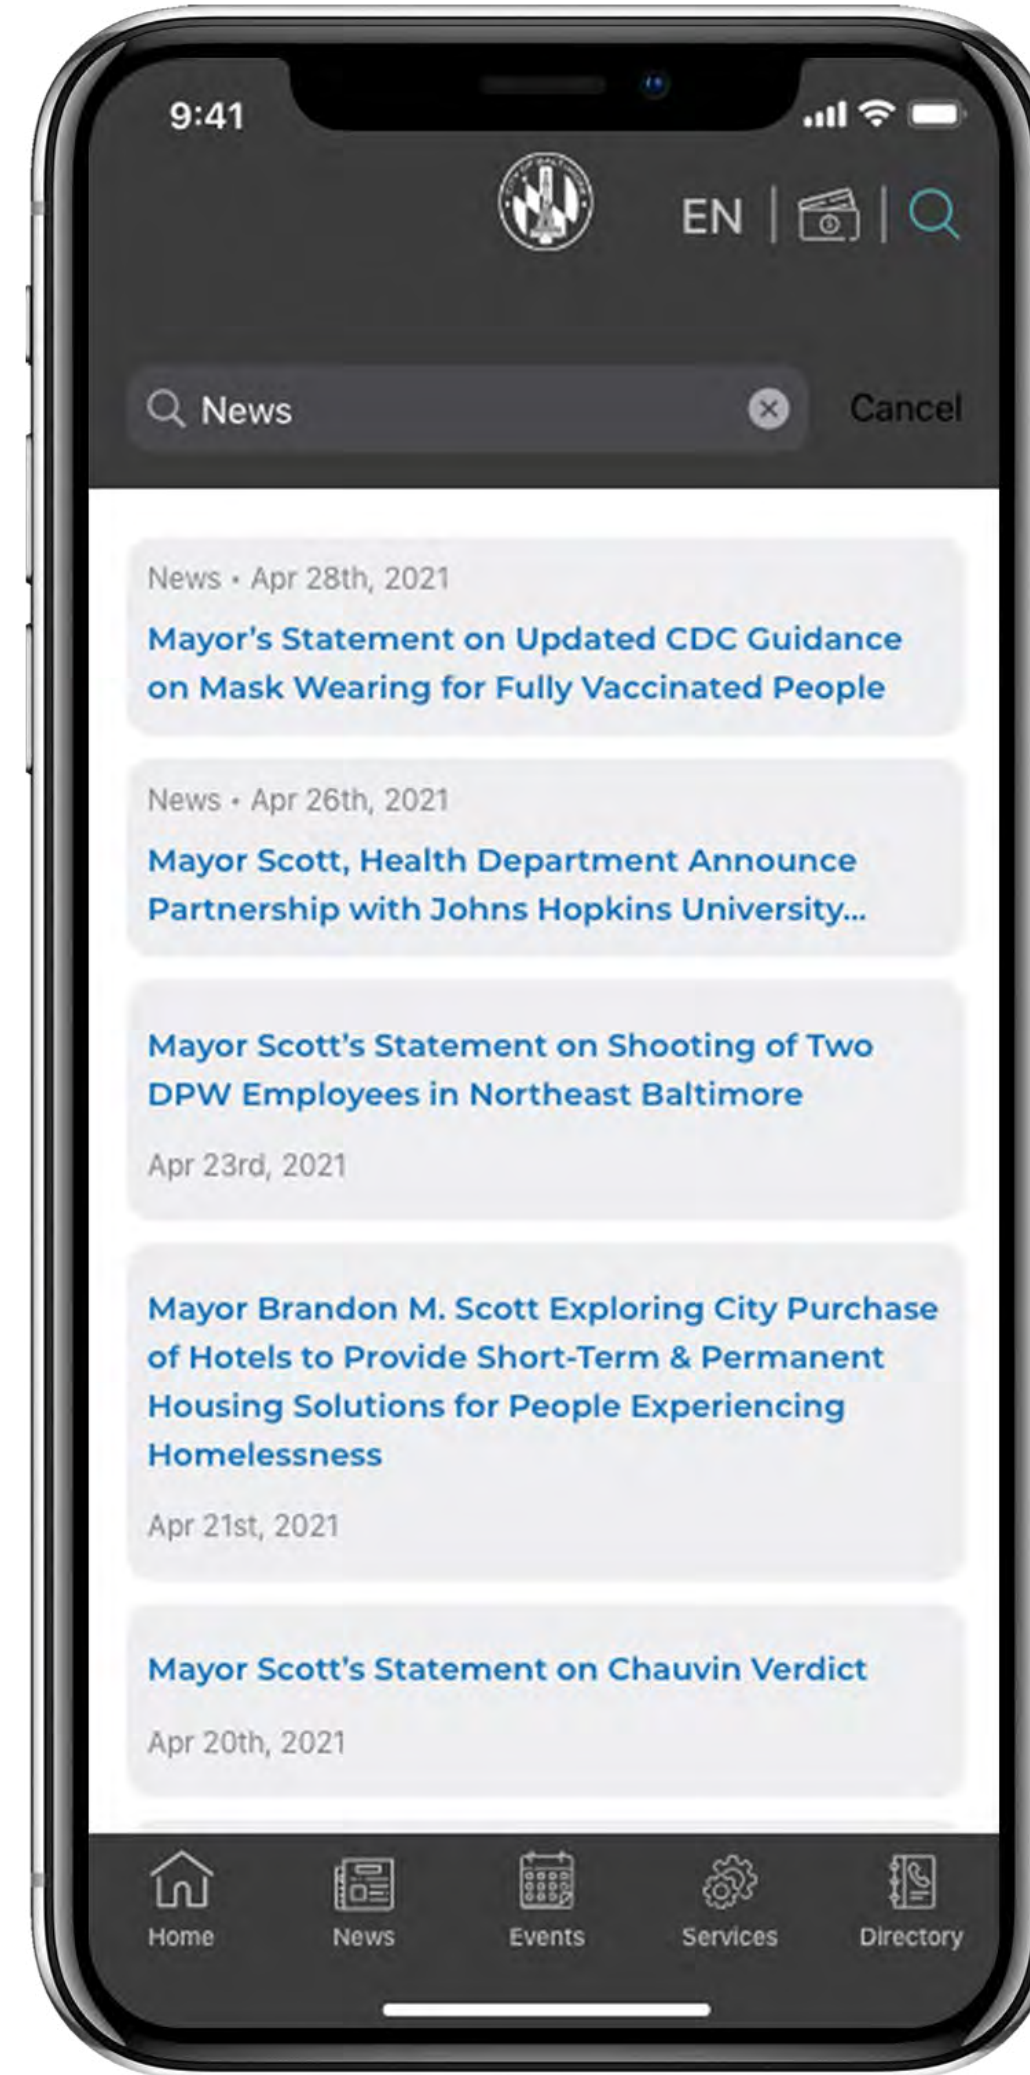 9:41
CITY OF BALTIMORE
EN
News
Cancel
News • Apr 28th, 2021
Mayor’s Statement on Updated CDC Guidance
on Mask Wearing for Fully Vaccinated People
News • Apr 26th, 2021
Mayor Scott, Health Department Announce
Partnership with Johns Hopkins University...
Mayor Scott’s Statement on Shooting of Two
DPW Employees in Northeast Baltimore
Apr 23rd, 2021
Mayor Brandon M. Scott Exploring City Purchase
of Hotels to Provide Short-Term & Permanent
Housing Solutions for People Experiencing
Homelessness
Apr 21st, 2021
Mayor Scott’s Statement on Chauvin Verdict
Apr 20th, 2021
Home
News
Events
Services
Directory